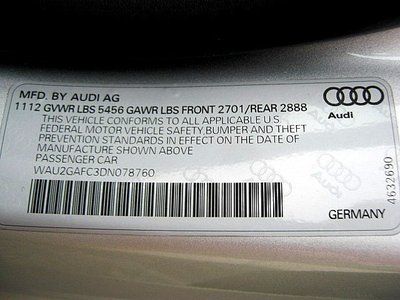 MFD. BY AUDI AG
1112 GVWR LBS 5456 GAWR LBS FRONT 2701/REAR 2888
THIS VEHICLE CONFORMS TO ALL APPLICABLE U.S
FEDERAL MOTOR VEHICLE SAFETY,BUMPER AND THEFT
PREVENTION STANDARDS IN EFFECT ON THE DATE OF
MANUFACTURE SHOWN ABOVE
PASSENGER CAR
WAU2GAFC3DN078760
Audi
4632690
GERMANY
Audi